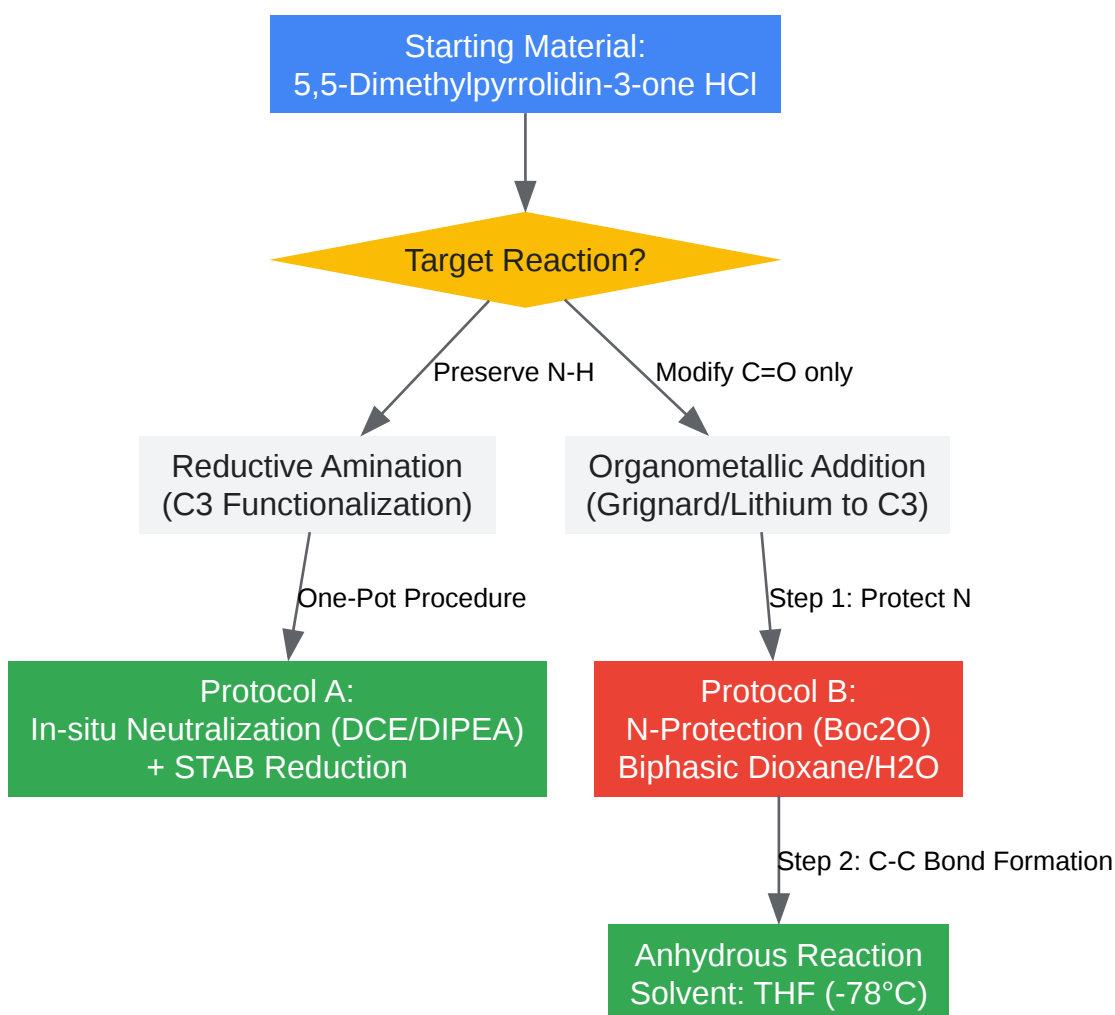 Starting Material:
5,5-Dimethylpyrrolidin-3-one HCl
Target Reaction?
Preserve N-H
Modify C=O only
Reductive Amination
(C3 Functionalization)
Organometallic Addition
(Grignard/Lithium to C3)
One-Pot Procedure
Step 1: Protect N
Protocol A:
In-situ Neutralization (DCE/DIPEA)
+ STAB Reduction
Protocol B:
N-Protection (Boc2O)
Biphasic Dioxane/H2O
Step 2: C-C Bond Formation
Anhydrous Reaction
Solvent: THF (-78°C)